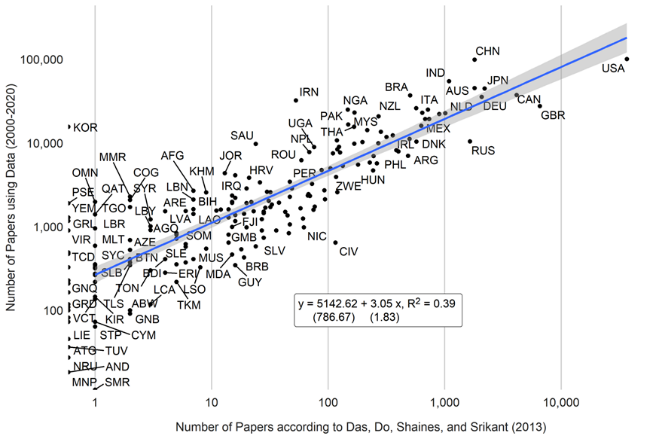 Number of Papers using Data (2000-2020)
100,000
10,000
1,000
100
CHN
USA
IND
JPN
AUS
BRA
IRN
NGA
ITA
NZL
NLD
DEU
CAN
GBR
PAK
UGA
MYS
THA
MEX
KOR
SAU
NPL
IRL
DNK
RUS
AFG
JOR
ROU
ARG
MMR
COG
KHM
HRV
PER
PHL
OMN
QAT
SYR
LBN
IRQ
ZWE
HUN
PSE
YEM
TGO
LBY
ARE
BIH
GRL
LBR
AGO
LVA
LAO
FJI
VIR
MLT
AZE
SOM
GMB
NIC
TCD
SYC
BTN
SLE
MUS
SLV
CIV
SLB
BDI
ERI
MDA
BRB
GNQ
TON
LCA
LSO
GUY
GRD
TLS
ABW
TKM
VCT
KIR
GNB
LIE
STP
CYM
ATG
TUV
NRU
AND
MNP
SMR
y = 5142.62 + 3.05 x, R² = 0.39
(786.67) (1.83)
1
10
100
1,000
10,000
Number of Papers according to Das, Do, Shaines, and Srikant (2013)